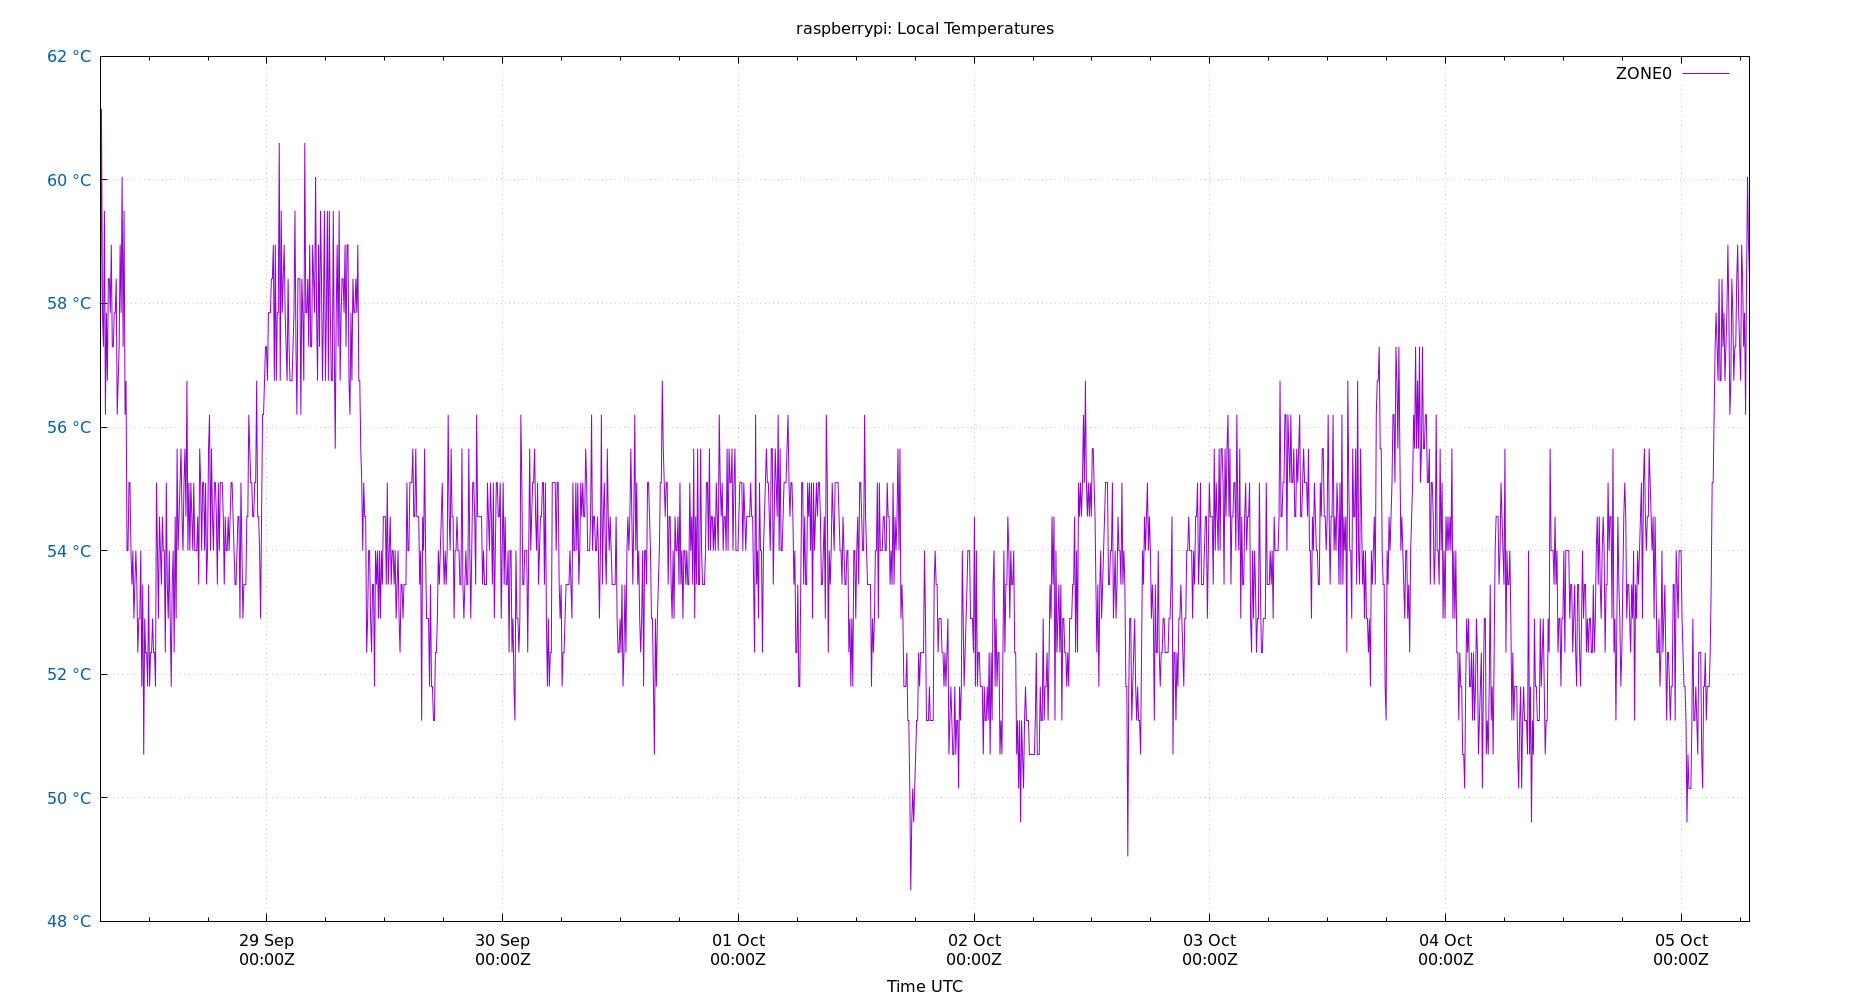 raspberrypi: Local Temperatures
62 °C
ZONE0
60 °C
58 °C
56 °C
54 °C
52 °C
50 °C
48 °C
29 Sep 30 Sep 01 Oct 02 Oct 03 Oct 04 Oct 05 Oct
00:00Z 00:00Z 00:00Z 00:00Z 00:00Z 00:00Z 00:00Z
Time UTC